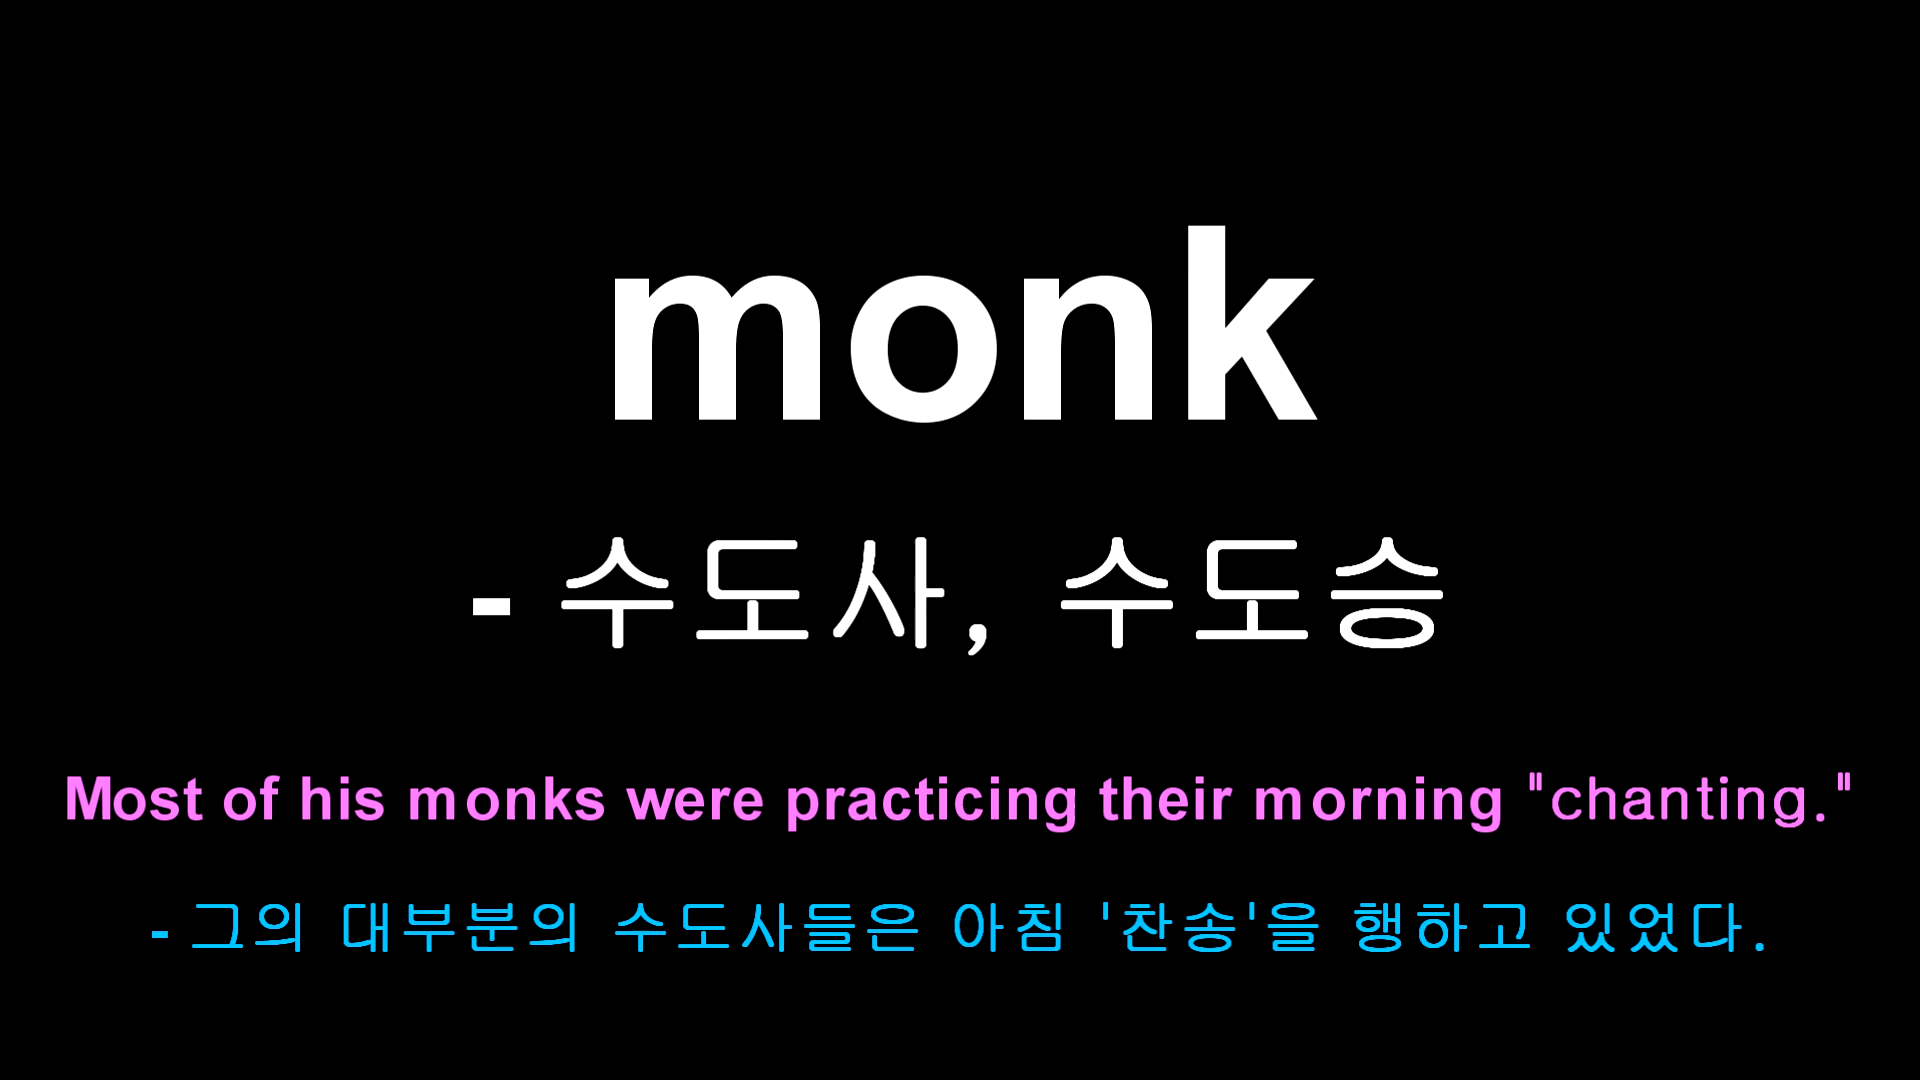 monk
- 수도사, 수도승
Most of his monks were practicing their morning "chanting."
- 그의 대부분의 수도사들은 아침 '찬송'을 행하고 있었다.